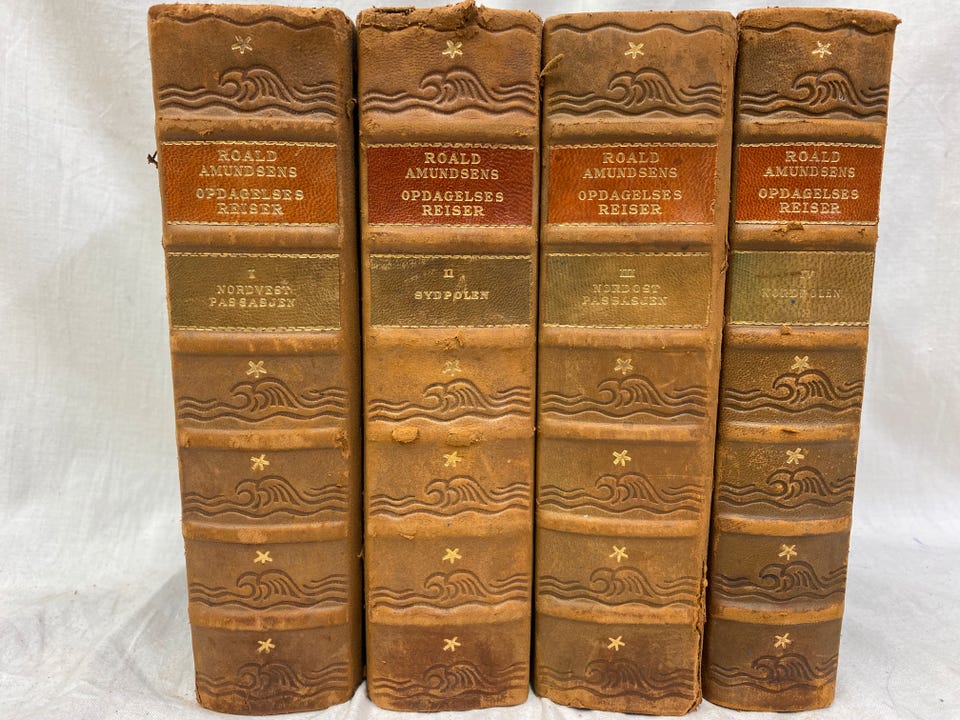 ROALD
AMUNDSENS
OPDAGELSES
REISER
I
NORDVEST
PASSASJEN
ROALD
AMUNDSENS
OPDAGELSES
REISER
II
SYDPOLEN
ROALD
AMUNDSENS
OPDAGELSES
REISER
III
NORDOST
PASSASJEN
ROALD
AMUNDSENS
OPDAGELSES
REISER
IV
NORDPOLEN